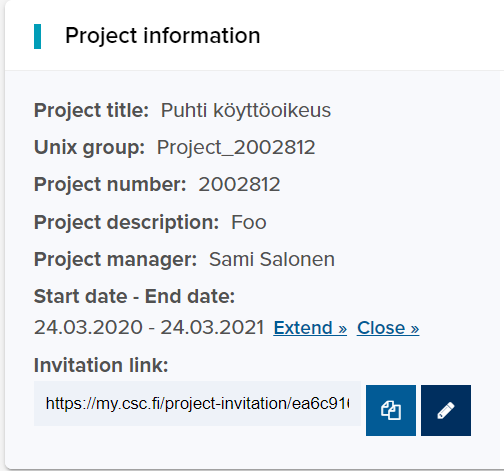 Project information
Project title: Puhti köyttöoikeus
Unix group: Project_2002812
Project number: 2002812
Project description: Foo
Project manager: Sami Salonen
Start date - End date:
24.03.2020 - 24.03.2021 Extend » Close »
Invitation link:
https://my.csc.fi/project-invitation/ea6c916